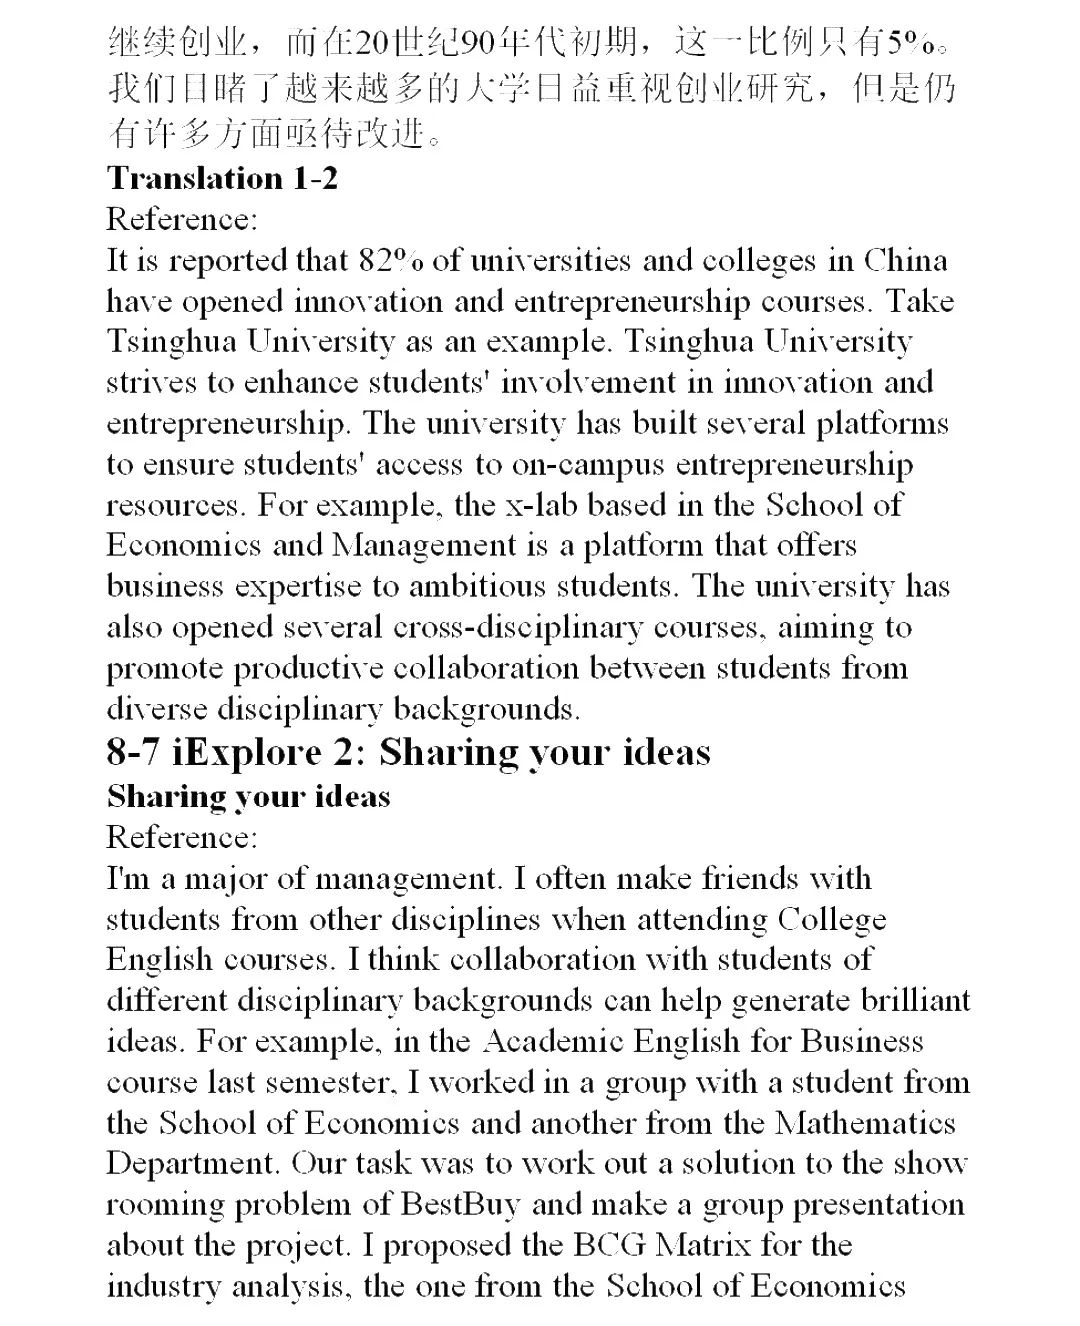 继续创业，而在20世纪90年代初期，这一比例只有5%。
我们目睹了越来越多的大学日益重视创业研究，但是仍
有许多方面亟待改进。
Translation 1-2
Reference:
It is reported that 82% of universities and colleges in China
have opened innovation and entrepreneurship courses. Take
Tsinghua University as an example. Tsinghua University
strives to enhance students' involvement in innovation and
entrepreneurship. The university has built several platforms
to ensure students' access to on-campus entrepreneurship
resources. For example, the x-lab based in the School of
Economics and Management is a platform that offers
business expertise to ambitious students. The university has
also opened several cross-disciplinary courses, aiming to
promote productive collaboration between students from
diverse disciplinary backgrounds.
8-7 iExplore 2: Sharing your ideas
Sharing your ideas
Reference:
I'm a major of management. I often make friends with
students from other disciplines when attending College
English courses. I think collaboration with students of
different disciplinary backgrounds can help generate brilliant
ideas. For example, in the Academic English for Business
course last semester, I worked in a group with a student from
the School of Economics and another from the Mathematics
Department. Our task was to work out a solution to the show
rooming problem of BestBuy and make a group presentation
about the project. I proposed the BCG Matrix for the
industry analysis, the one from the School of Economics